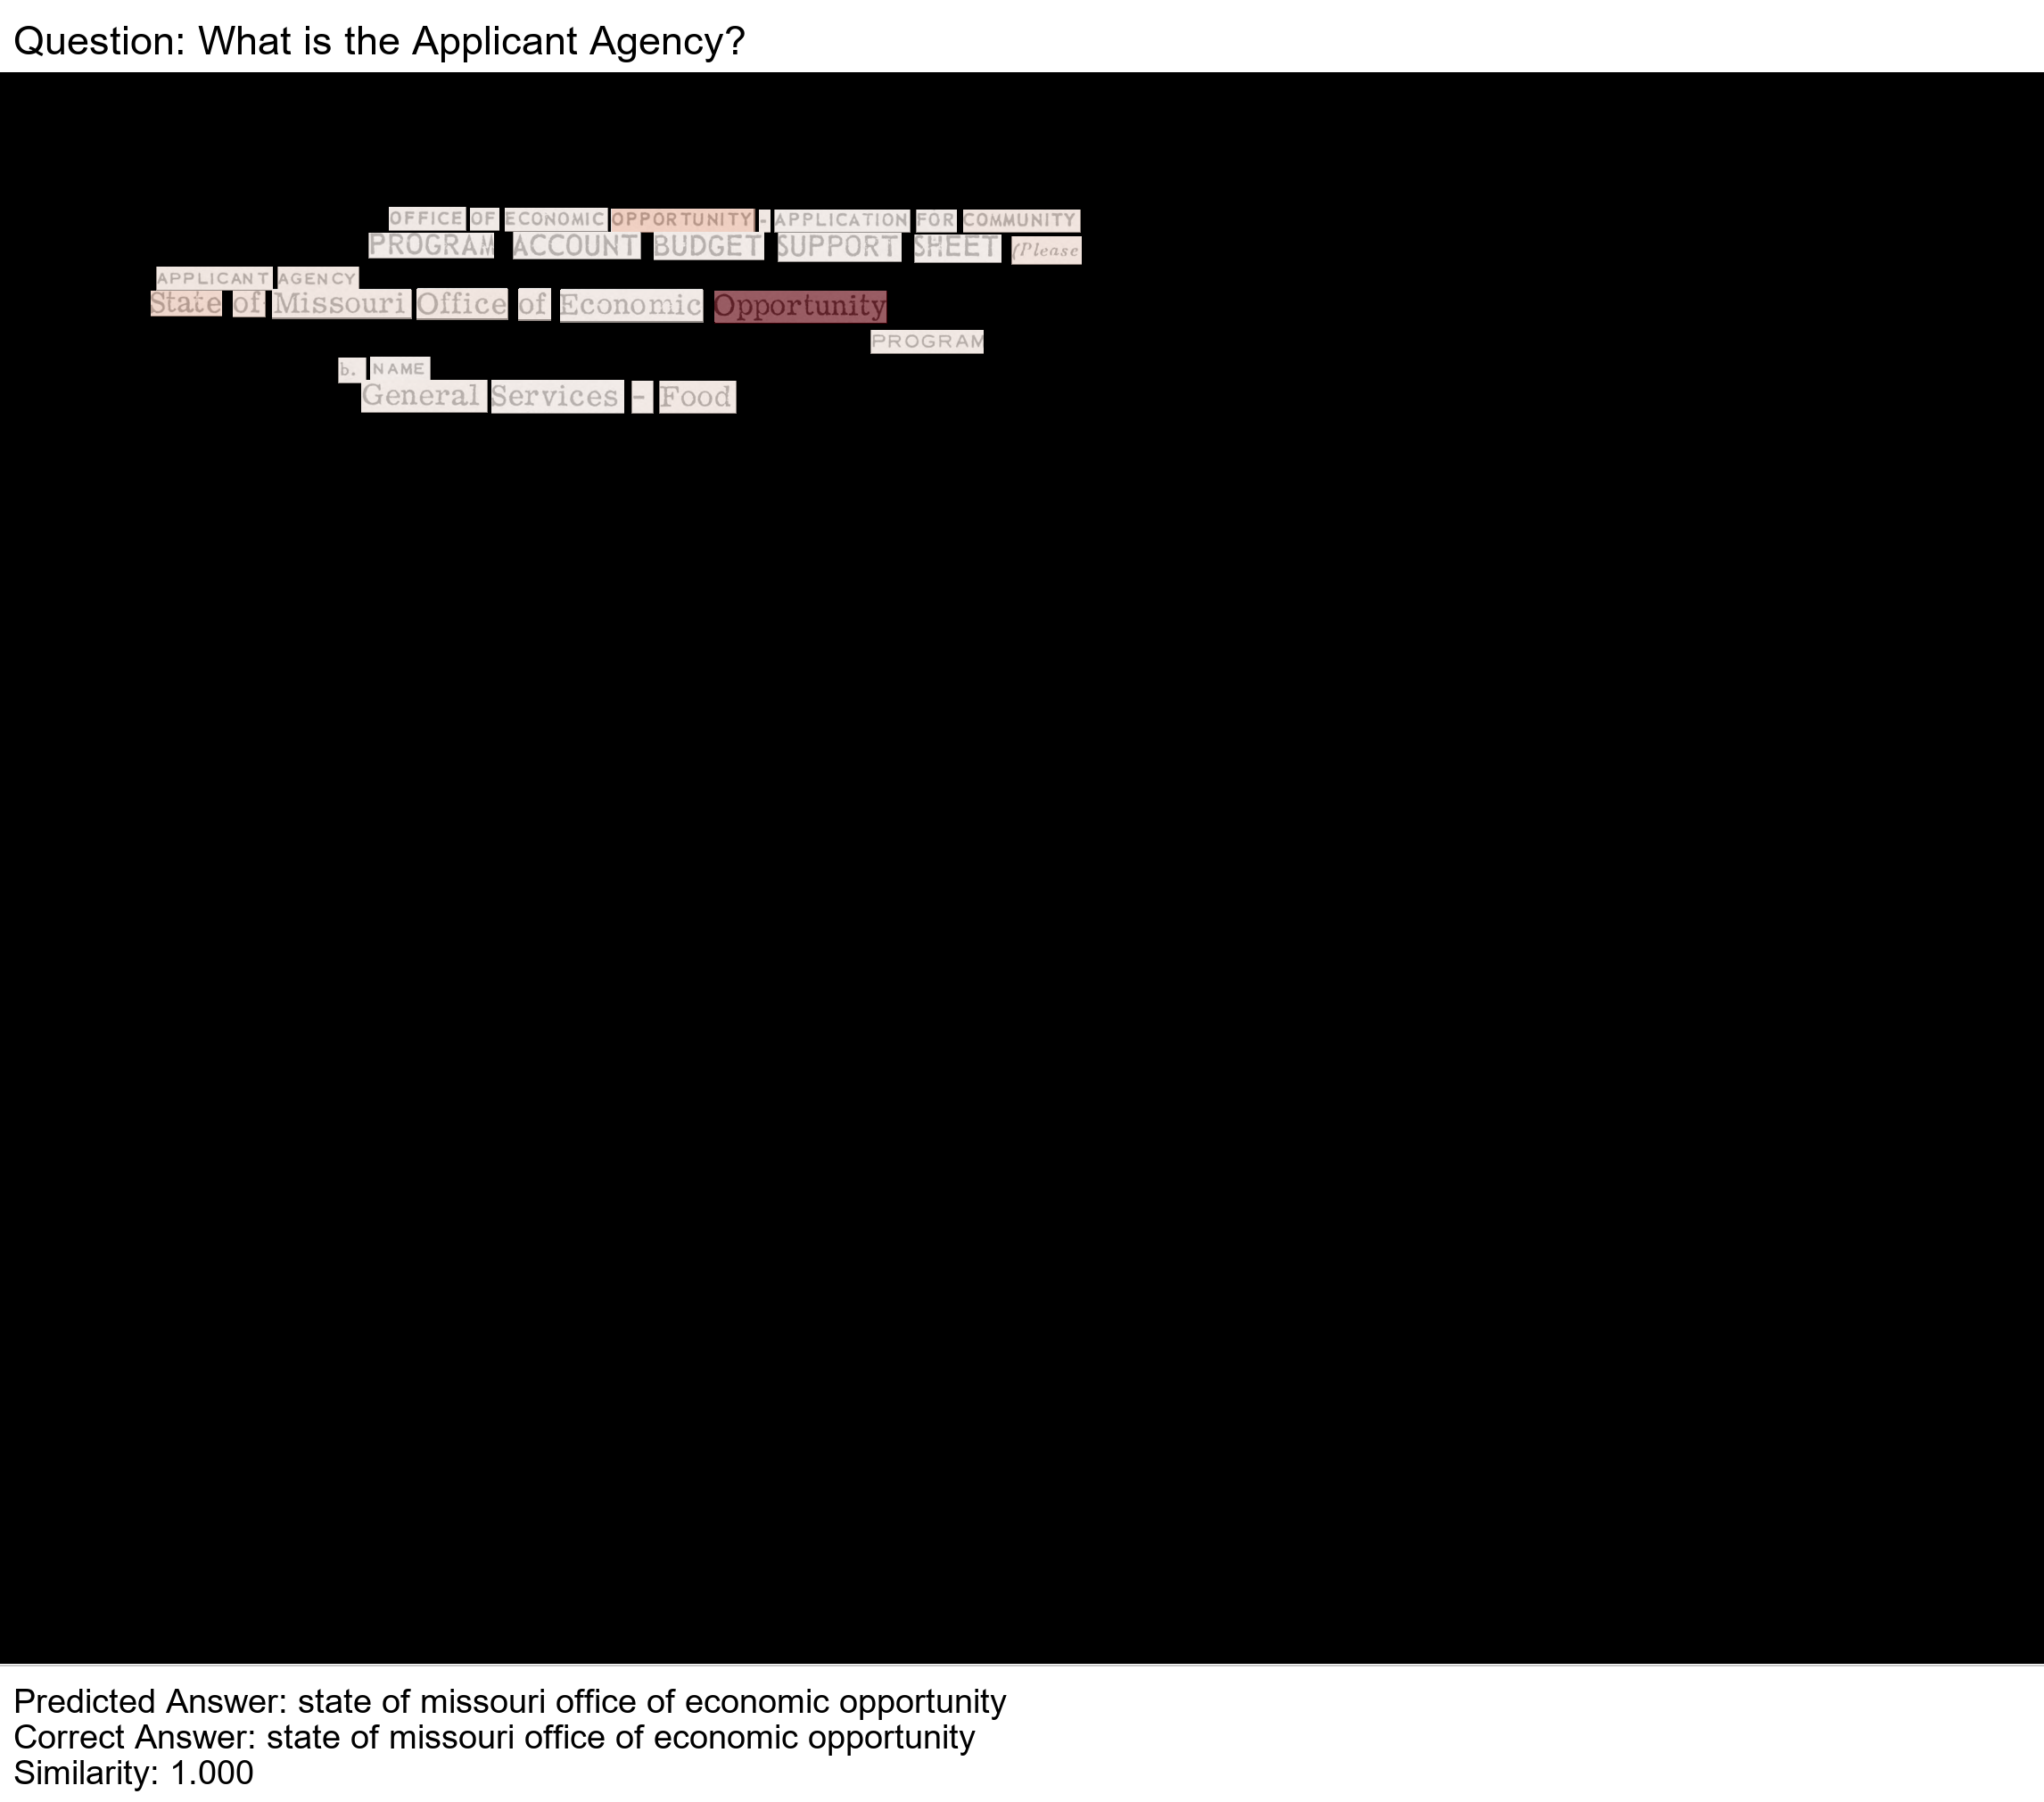 Question: What is the Applicant Agency?
OFFICE OF ECONOMIC OPPORTUNITY - APPLICATION FOR COMMUNITY
PROGRAM ACCOUNT BUDGET SUPPORT SHEET (Please
APPLICANT AGENCY
State of Missouri Office of Economic Opportunity
PROGRAM
b. NAME
General Services - Food
Predicted Answer: state of missouri office of economic opportunity
Correct Answer: state of missouri office of economic opportunity
Similarity: 1.000